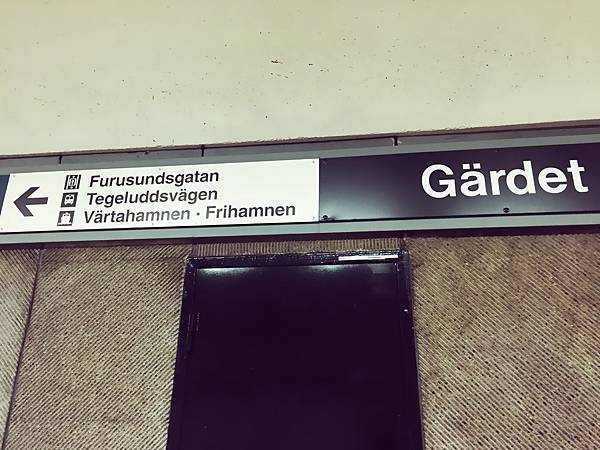 Furusundsgatan
Tegeluddsvägen
Värtahamnen · Frihamnen
Gärdet